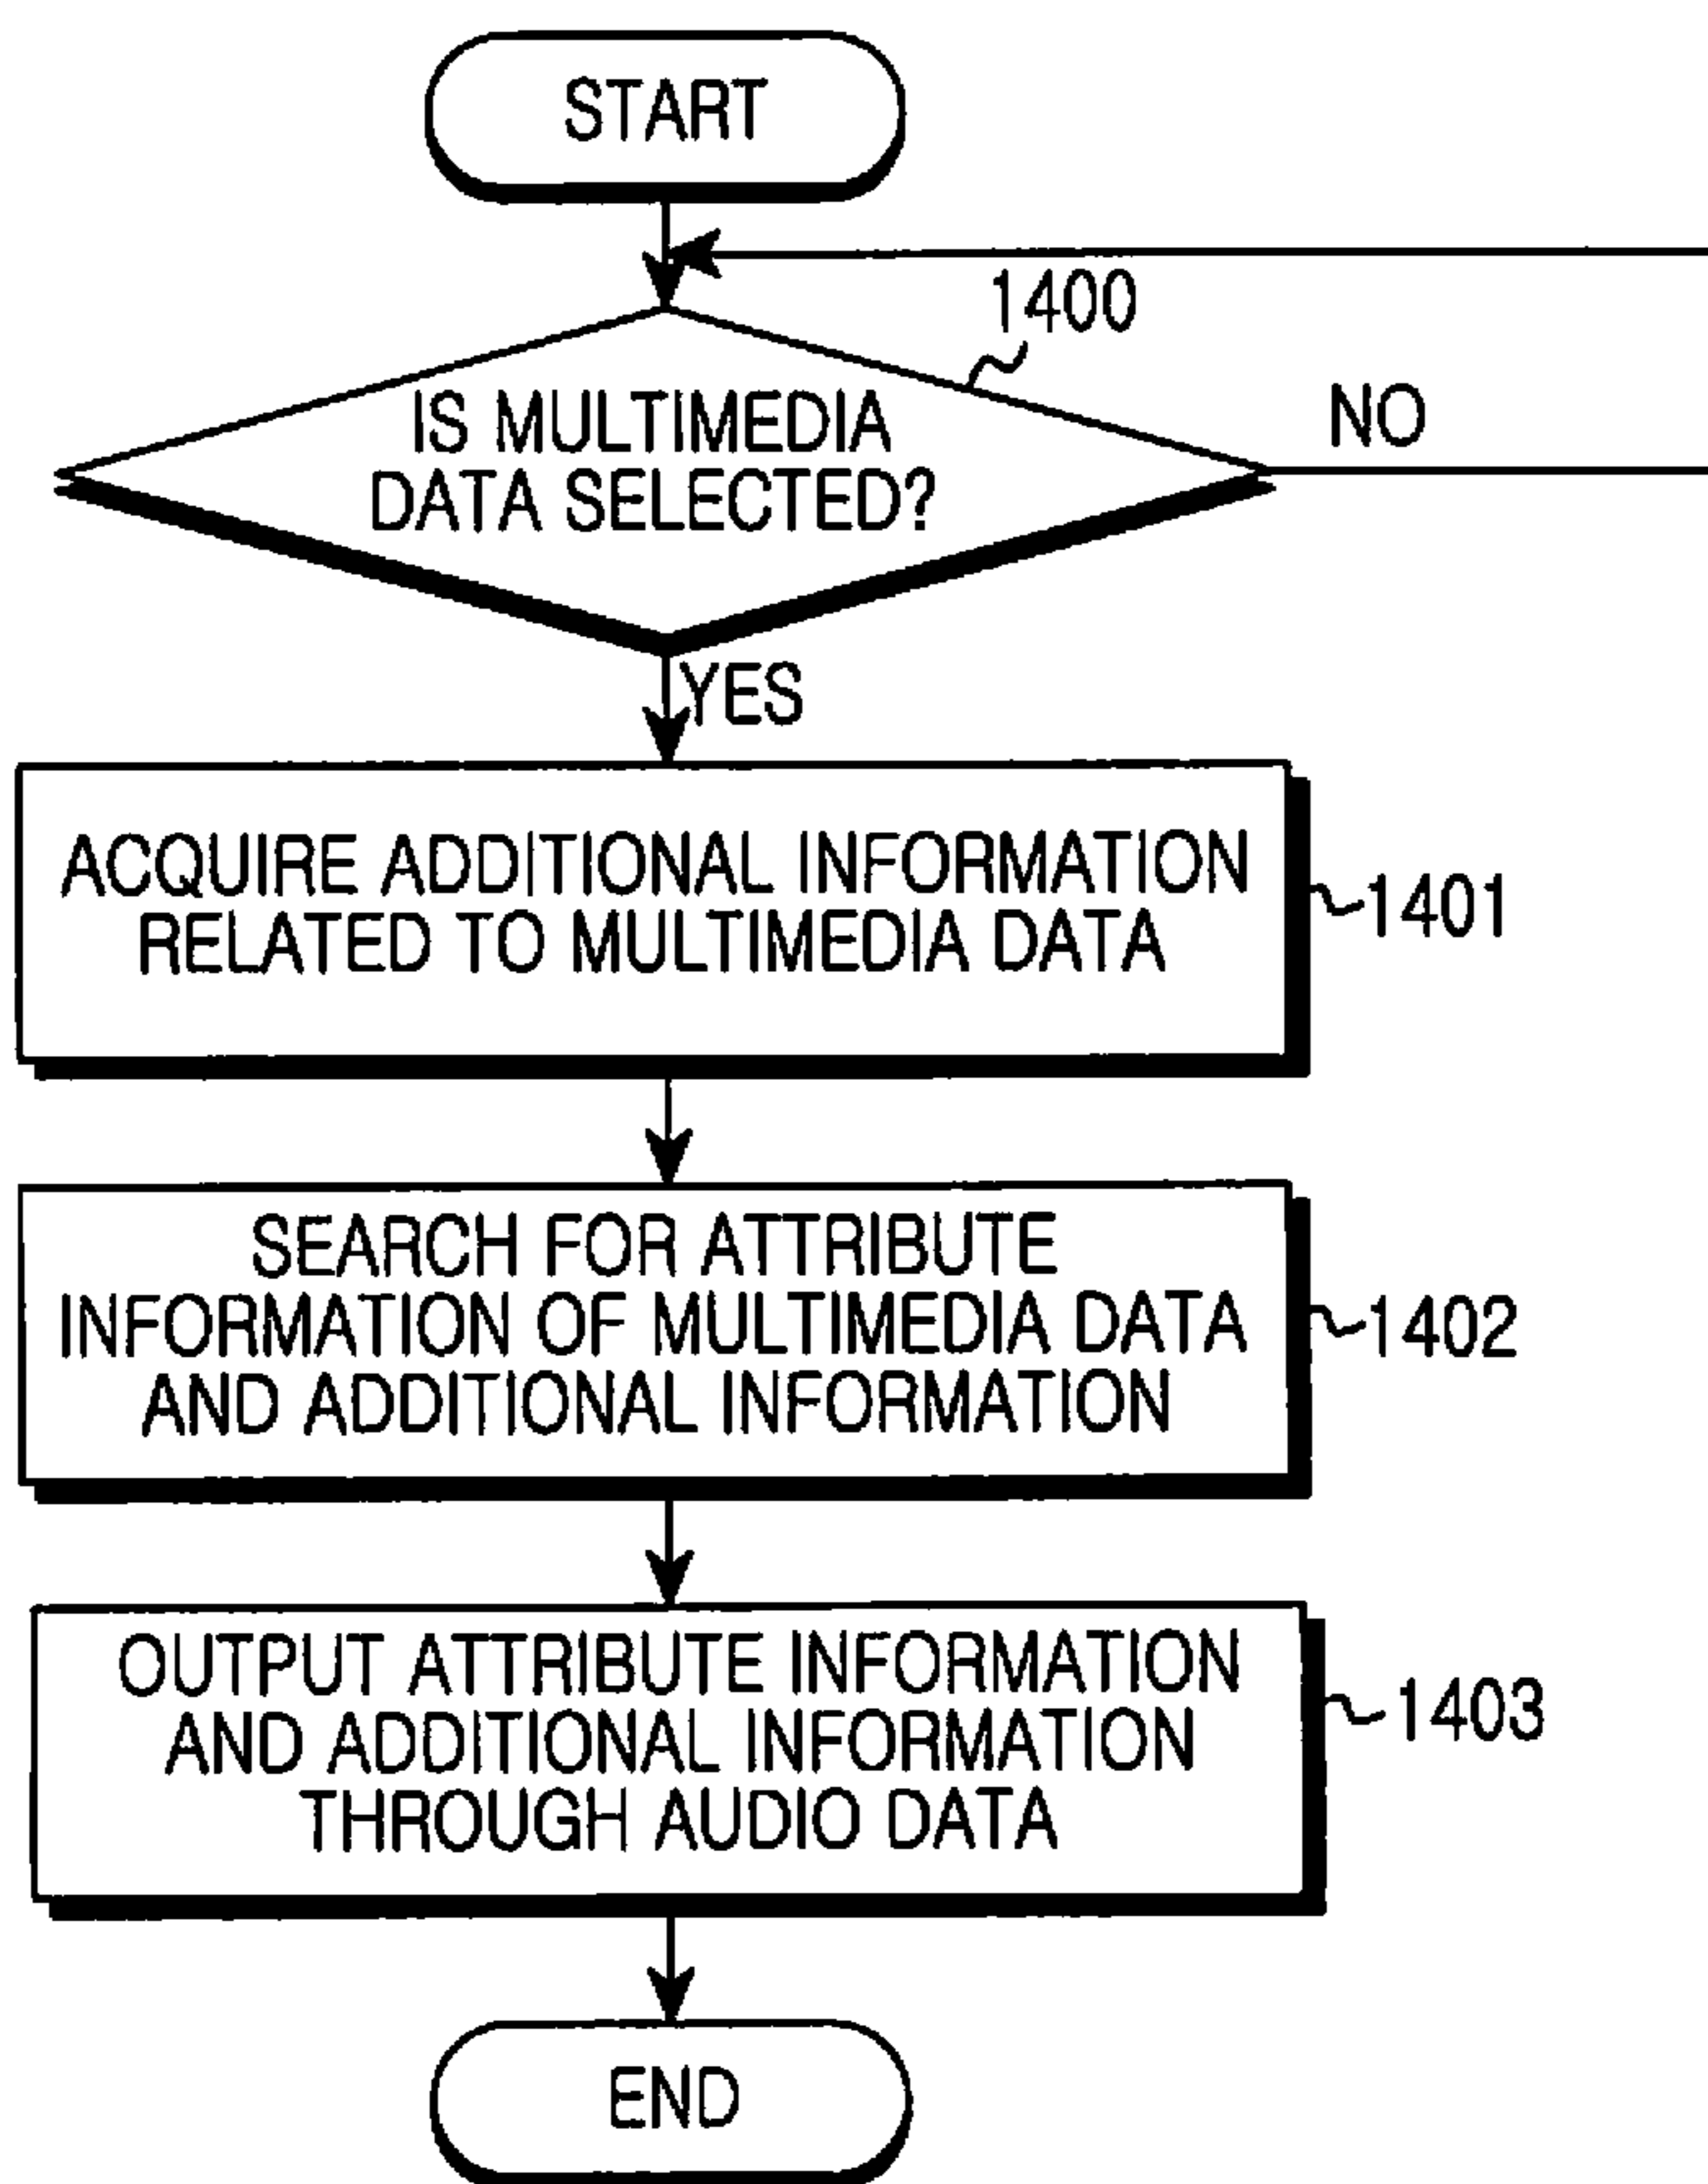 START
1400
IS MULTIMEDIA
DATA SELECTED?
NO
YES
ACQUIRE ADDITIONAL INFORMATION
RELATED TO MULTIMEDIA DATA
1401
SEARCH FOR ATTRIBUTE
INFORMATION OF MULTIMEDIA DATA
AND ADDITIONAL INFORMATION
1402
OUTPUT ATTRIBUTE INFORMATION
AND ADDITIONAL INFORMATION
THROUGH AUDIO DATA
1403
END